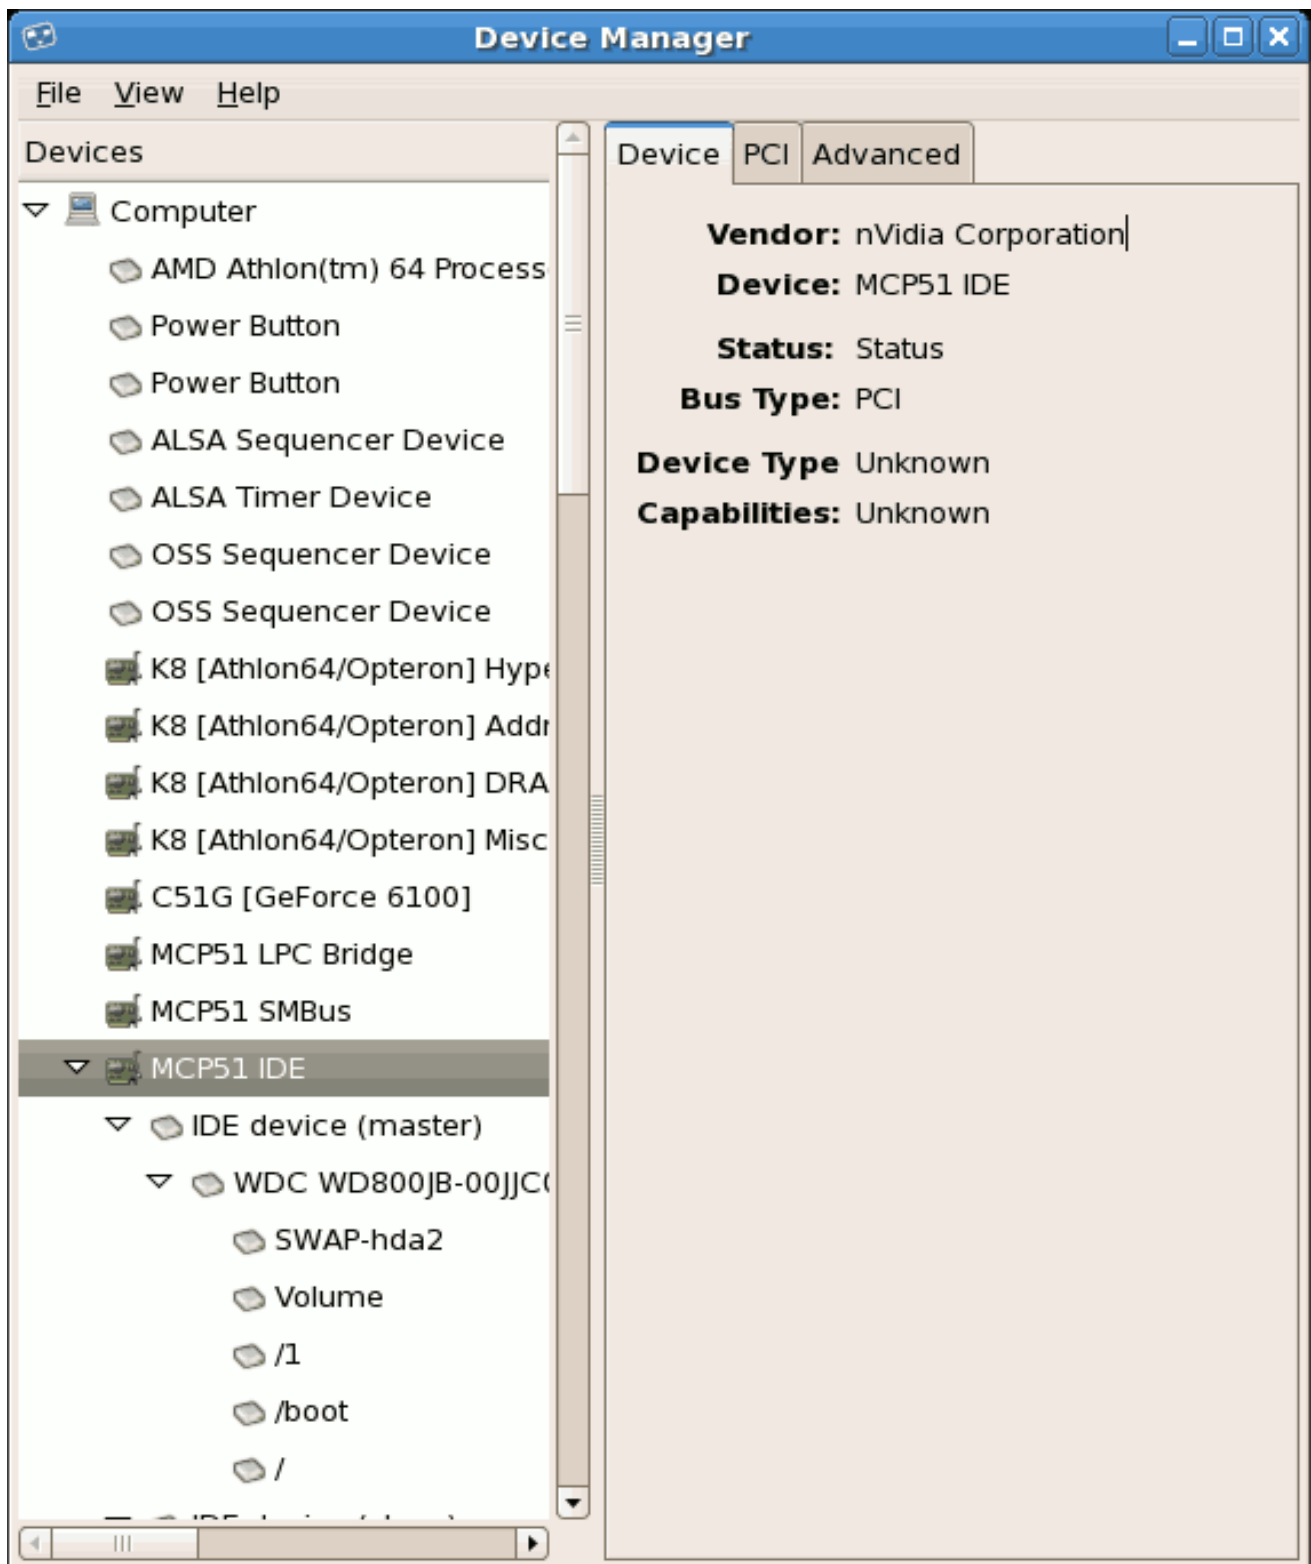 Device Manager
File View Help
Devices
Computer
AMD Athlon(tm) 64 Process
Power Button
Power Button
ALSA Sequencer Device
ALSA Timer Device
OSS Sequencer Device
OSS Sequencer Device
K8 [Athlon64/Opteron] Hype
K8 [Athlon64/Opteron] Addr
K8 [Athlon64/Opteron] DRA
K8 [Athlon64/Opteron] Misc
C51G [GeForce 6100]
MCP51 LPC Bridge
MCP51 SMBus
MCP51 IDE
IDE device (master)
WDC WD800JB-00JJC0
SWAP-hda2
Volume
/1
/boot
/
Device PCI Advanced
Vendor: nVidia Corporation
Device: MCP51 IDE
Status: Status
Bus Type: PCI
Device Type Unknown
Capabilities: Unknown